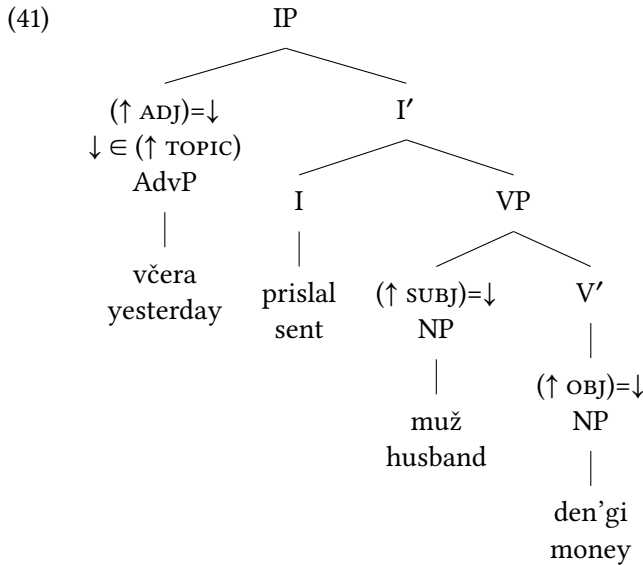 (41) IP
(↑ ADJ)=↓ I′
↓ ∈ (↑ TOPIC)
AdvP
I VP
včera
yesterday
prislal
sent
(↑ SUBJ)=↓ V′
NP
(↑ OBJ)=↓
NP
muž
husband
den'gi
money